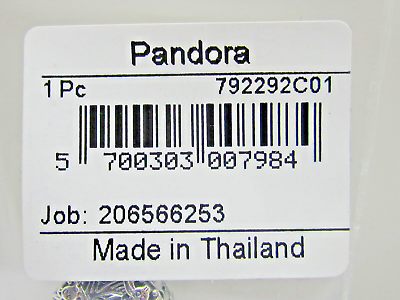 Pandora
1 Pc 792292C01
5 700303 007984
Job: 206566253
Made in Thailand